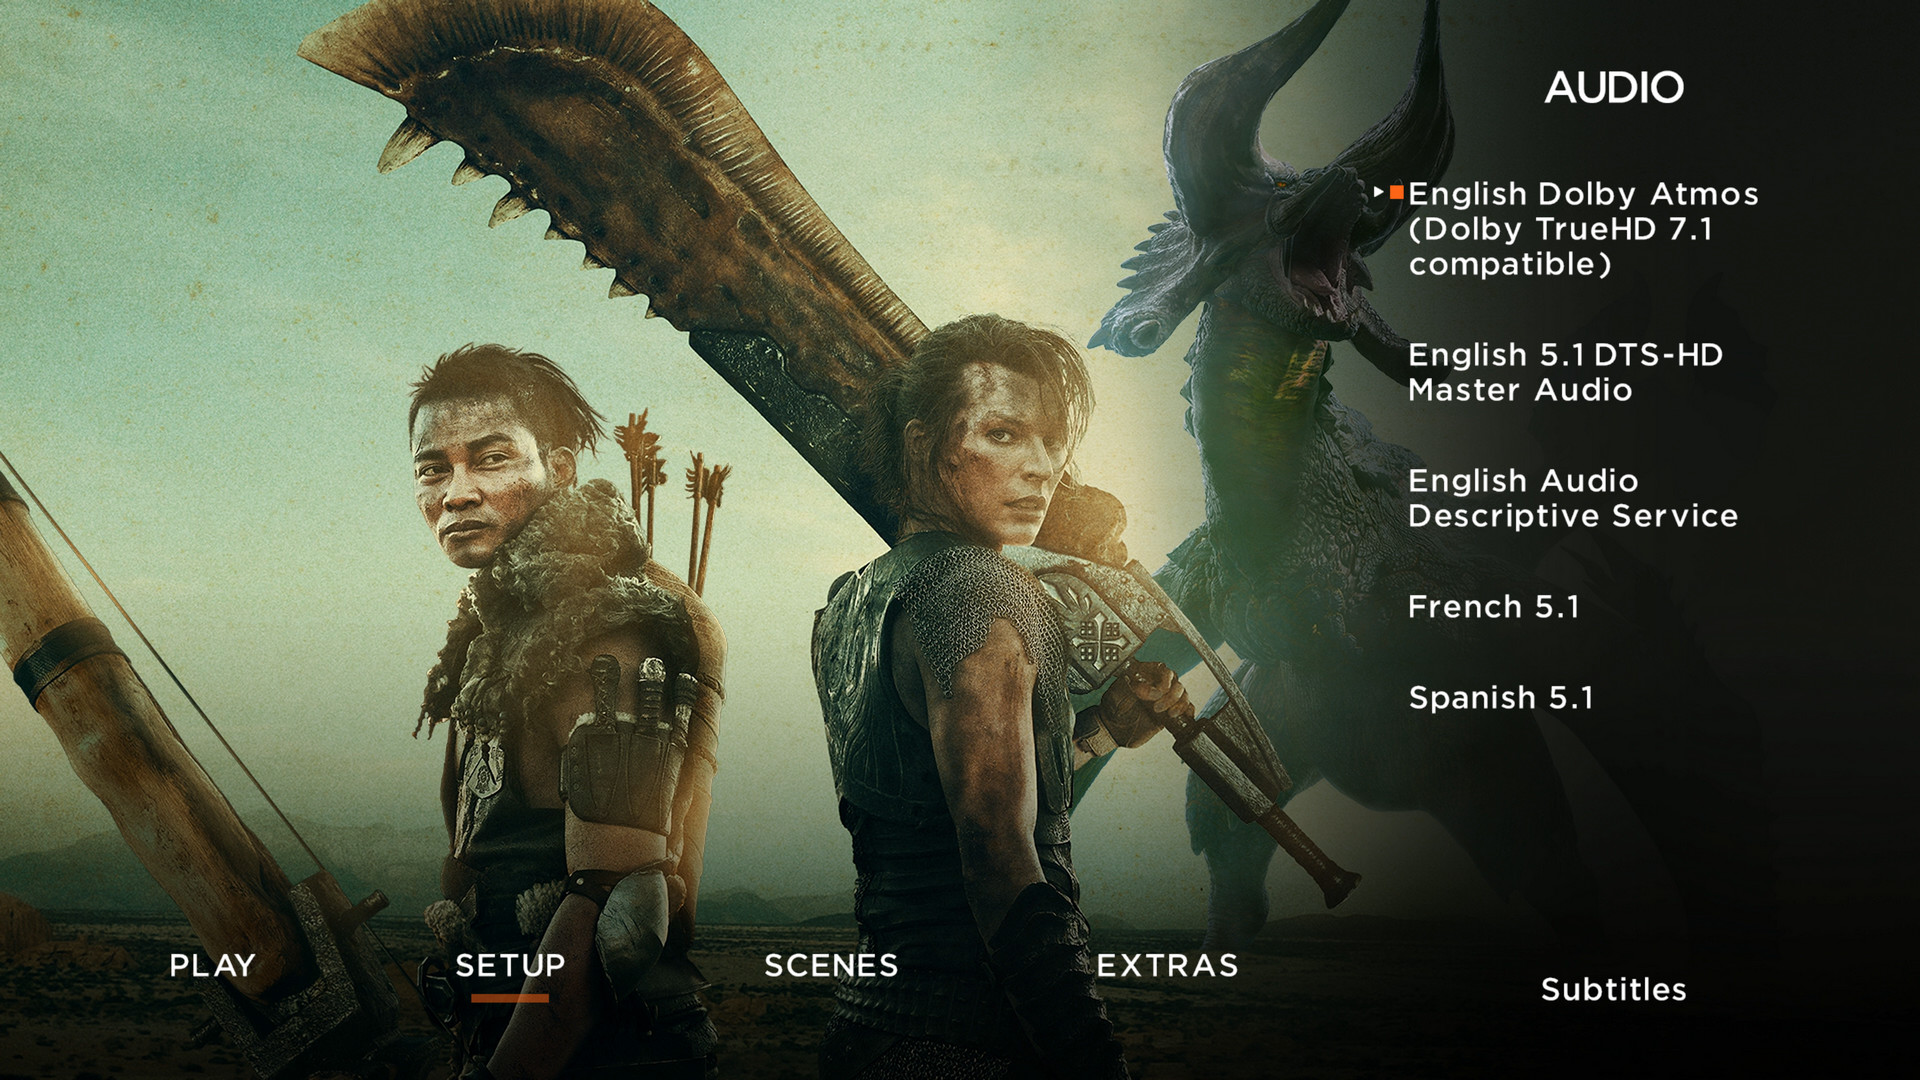 AUDIO
English Dolby Atmos
(Dolby TrueHD 7.1
compatible)
English 5.1 DTS-HD
Master Audio
English Audio
Descriptive Service
French 5.1
Spanish 5.1
PLAY
SETUP
SCENES
EXTRAS
Subtitles